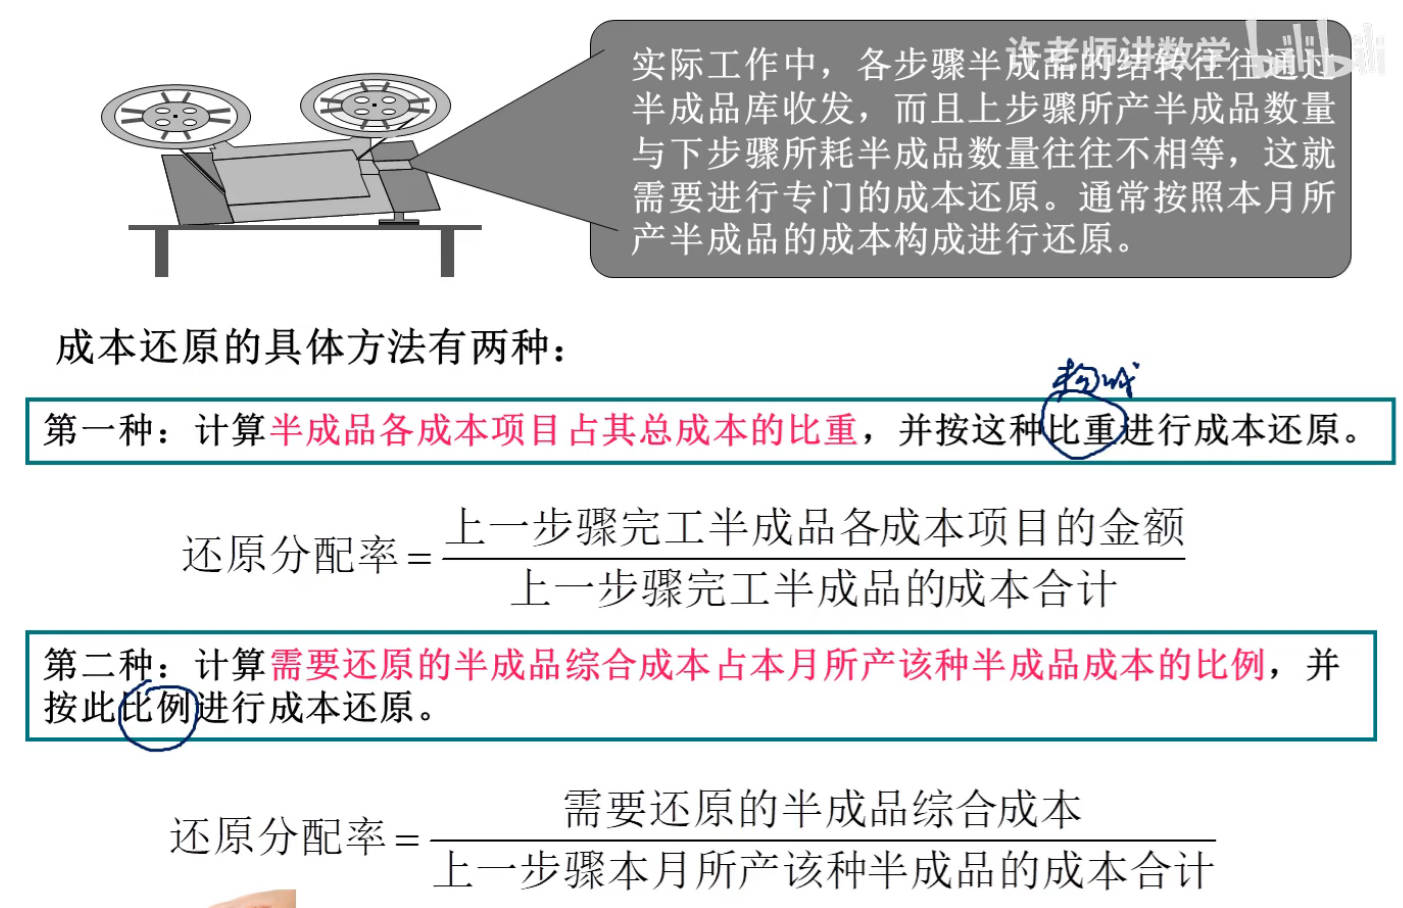 许老师讲数学 bilibili
实际工作中，各步骤半成品的结转往往通过
半成品库收发，而且上步骤所产半成品数量
与下步骤所耗半成品数量往往不相等，这就
需要进行专门的成本还原。通常按照本月所
产半成品的成本构成进行还原。
成本还原的具体方法有两种：
构成
第一种：计算半成品各成本项目占其总成本的比重，并按这种比重进行成本还原。
还原分配率＝上一步骤完工半成品各成本项目的金额
上一步骤完工半成品的成本合计
第二种：计算需要还原的半成品综合成本占本月所产该种半成品成本的比例，并
按此比例进行成本还原。
还原分配率＝需要还原的半成品综合成本
上一步骤本月所产该种半成品的成本合计